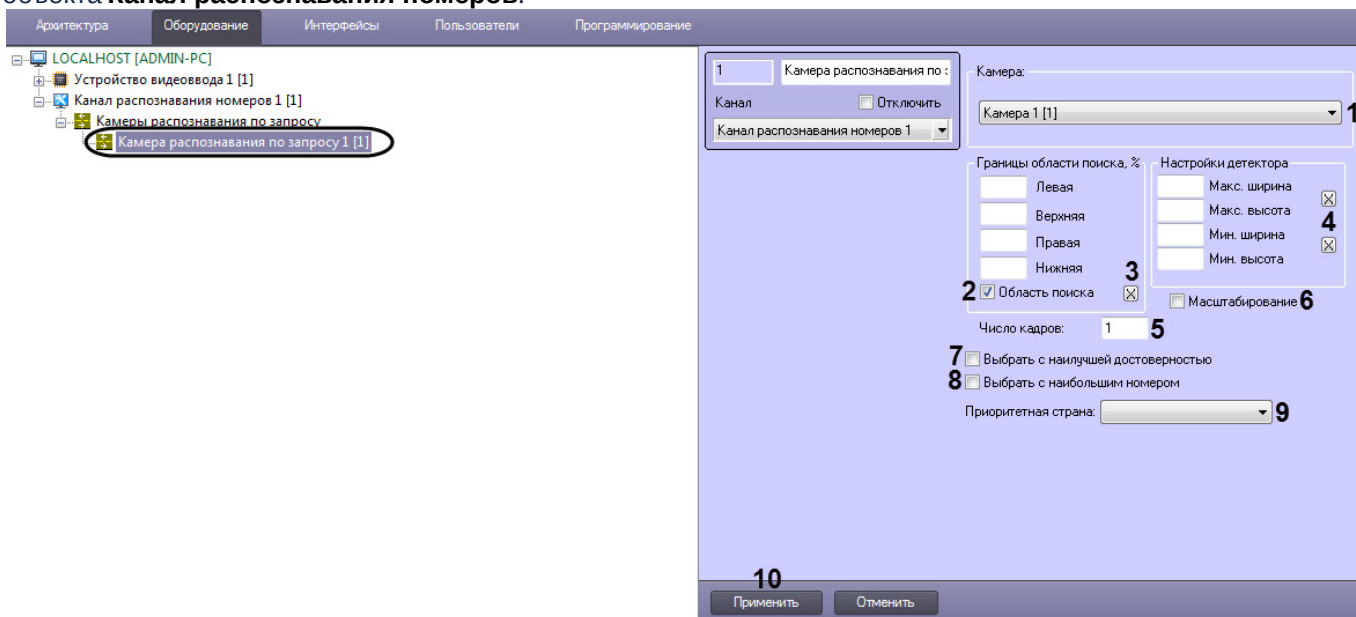 объекта Канал распознавания номеров.
Архитектура Оборудование Интерфейсы Пользователи Программирование
LOCALHOST [ADMIN-PC]
Устройство видеоввода 1 [1]
Канал распознавания номеров 1 [1]
Камеры распознавания по запросу
Камера распознавания по запросу 1 [1]
1 Камера распознавания по з
Канал Отключить
Канал распознавания номеров 1
Камера:
Камера 1 [1] 1
Границы области поиска, %
Левая
Верхняя
Правая
Нижняя 3
2 Область поиска
Настройки детектора
Макс. ширина
Макс. высота 4
Мин. ширина
Мин. высота
Масштабирование 6
Число кадров: 1 5
7 Выбрать с наилучшей достоверностью
8 Выбрать с наибольшим номером
Приоритетная страна: 9
10
Применить Отменить